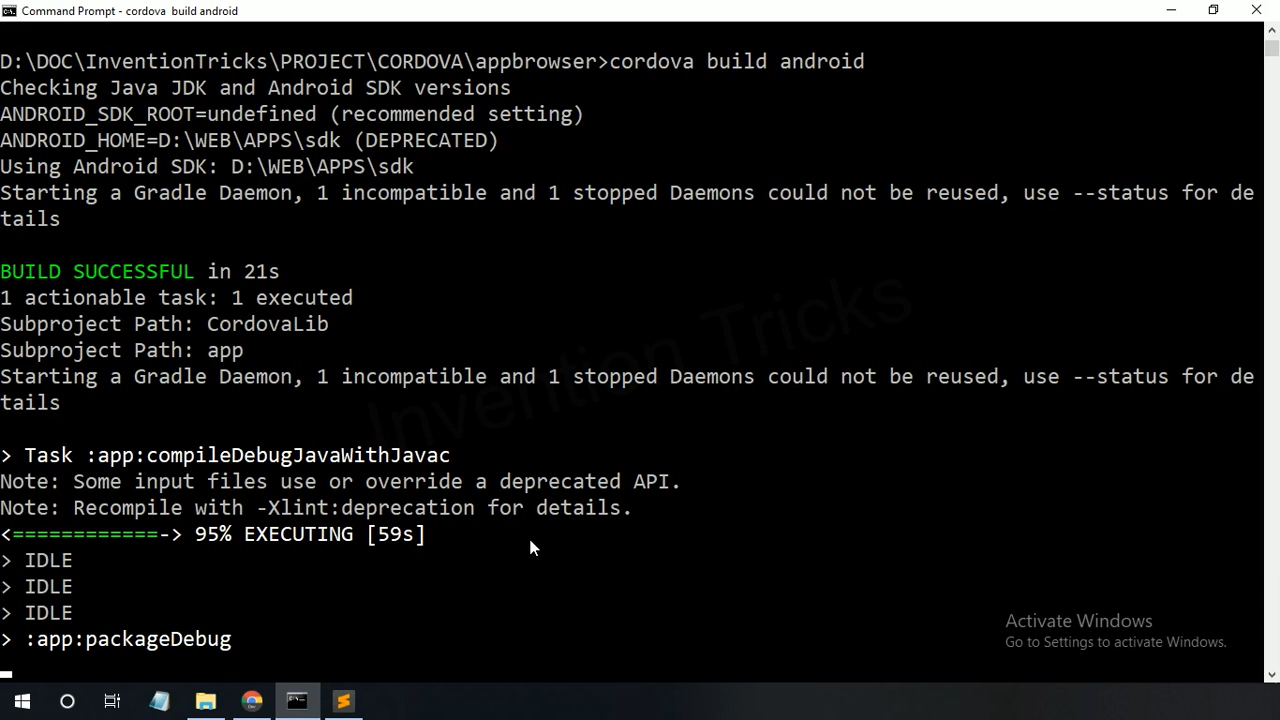 Command Prompt - cordova  build android
D:\DOC\InventionTricks\PROJECT\CORDOVA\appbrowser>cordova build android
Checking Java JDK and Android SDK versions
ANDROID_SDK_ROOT=undefined (recommended setting)
ANDROID_HOME=D:\WEB\APPS\sdk (DEPRECATED)
Using Android SDK: D:\WEB\APPS\sdk
Starting a Gradle Daemon, 1 incompatible and 1 stopped Daemons could not be reused, use --status for de
tails
BUILD SUCCESSFUL in 21s
1 actionable task: 1 executed
Subproject Path: CordovaLib
Subproject Path: app
Starting a Gradle Daemon, 1 incompatible and 1 stopped Daemons could not be reused, use --status for de
tails
Invention Tricks
> Task :app:compileDebugJavaWithJavac
Note: Some input files use or override a deprecated API.
Note: Recompile with -Xlint:deprecation for details.
<============-> 95% EXECUTING [59s]
> IDLE
> IDLE
> IDLE
> :app:packageDebug
Activate Windows
Go to Settings to activate Windows.